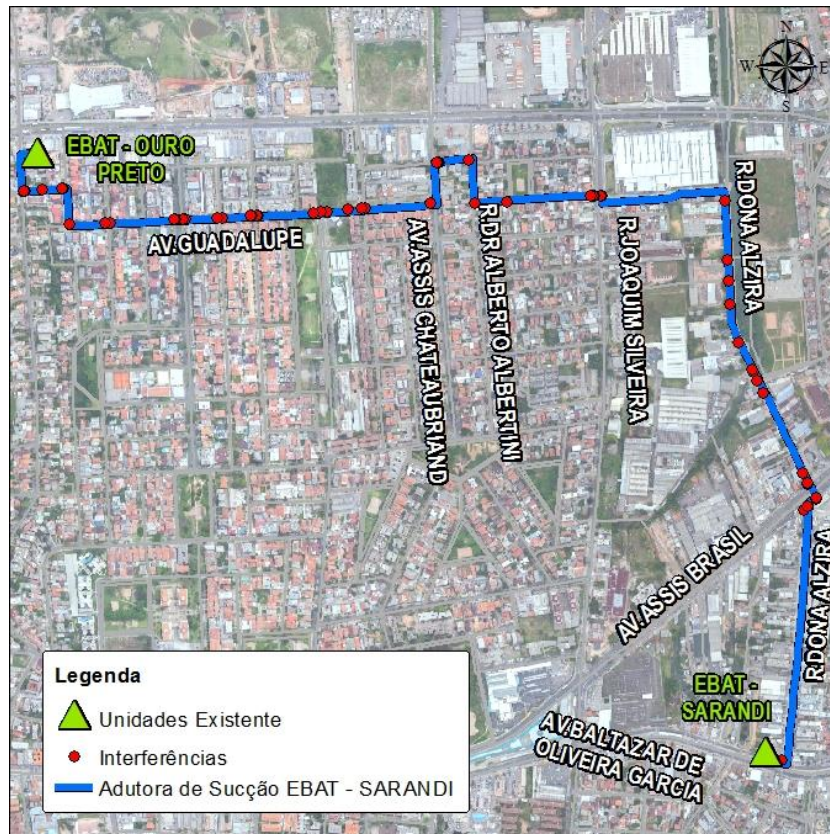 N
W E
S
EBAT - OURO
PRETO
AV.GUADALUPE
AV.ASSIS CHATEAUBRIAND
R.DR ALBERTO ALBERTINI
R.JOAQUIM SILVEIRA
R.DONA ALZIRA
AV.ASSIS BRASIL
R.DONA ALZIRA
EBAT -
SARANDI
AV.BALTAZAR DE
OLIVEIRA GARCIA
Legenda
Unidades Existente
Interferências
Adutora de Sucção EBAT - SARANDI